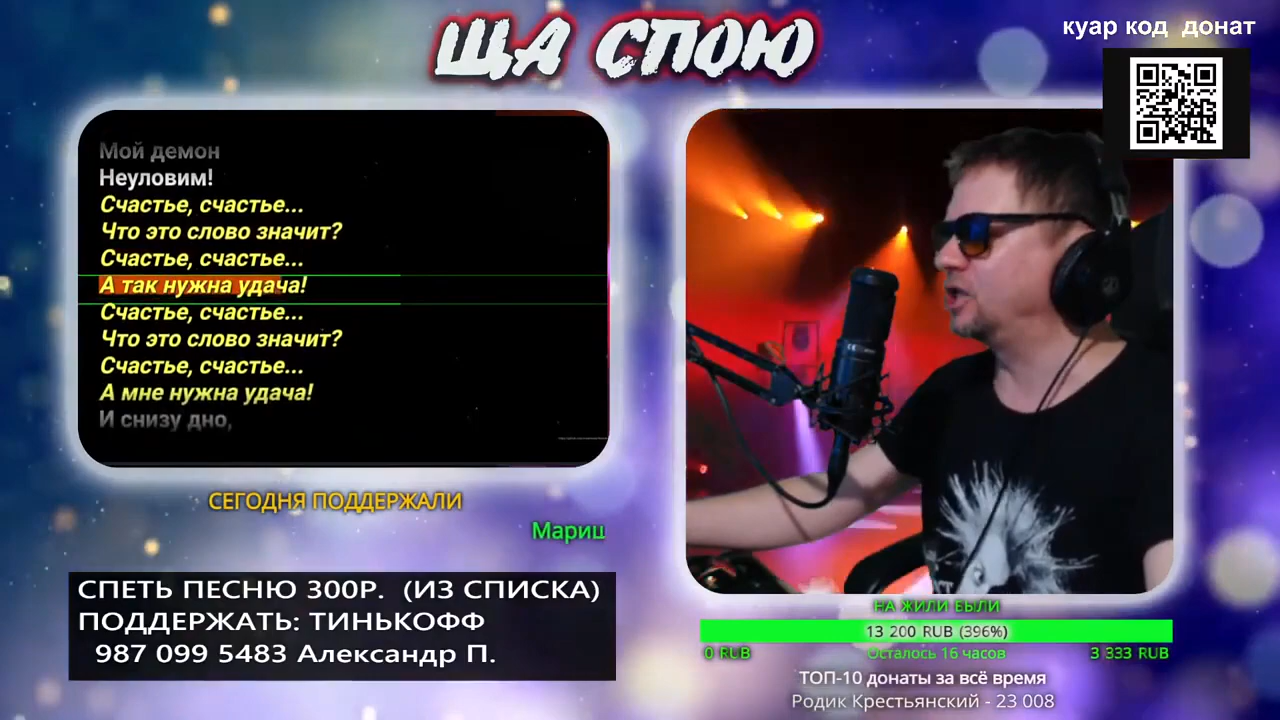 ЩА СПОЮ
куар код донат
Мой демон
Неуловим!
Счастье, счастье...
Что это слово значит?
Счастье, счастье...
А так нужна удача!
Счастье, счастье...
Что это слово значит?
Счастье, счастье...
А мне нужна удача!
И снизу дно,
СЕГОДНЯ ПОДДЕРЖАЛИ
Мариш
СПЕТЬ ПЕСНЮ 300Р. (ИЗ СПИСКА)
ПОДДЕРЖАТЬ: ТИНЬКОФФ
987 099 5483 Александр П.
НА ЖИЛИ БЫЛИ
13 200 RUB (396%)
0 RUB
Осталось 16 часов
3 333 RUB
ТОП-10 донаты за всё время
Родик Крестьянский - 23 008